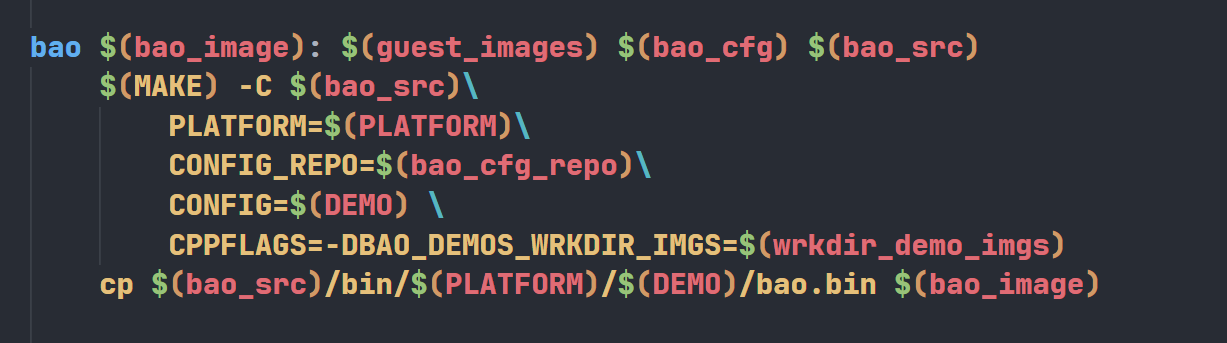 bao $(bao_image): $(guest_images) $(bao_cfg) $(bao_src)
$(MAKE) -C $(bao_src)\
PLATFORM=$(PLATFORM)\
CONFIG_REPO=$(bao_cfg_repo)\
CONFIG=$(DEMO) \
CPPFLAGS=-DBAO_DEMOS_WRKDIR_IMGS=$(wrkdir_demo_imgs)
cp $(bao_src)/bin/$(PLATFORM)/$(DEMO)/bao.bin $(bao_image)